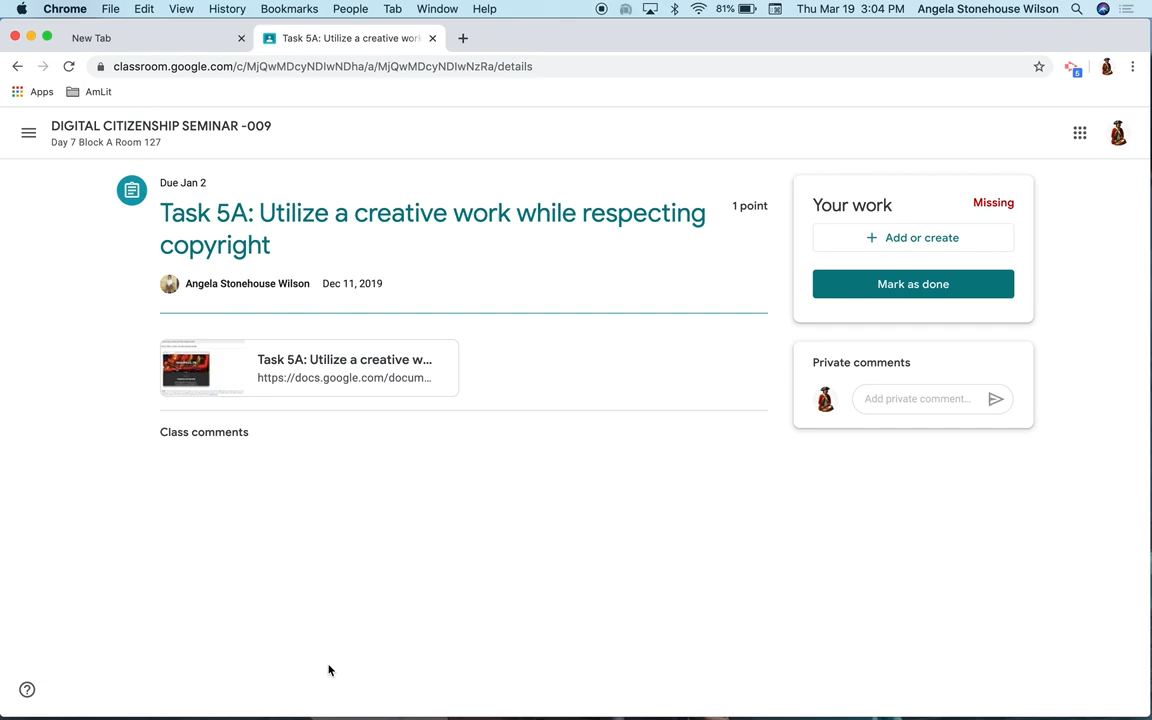 Chrome File Edit View History Bookmarks People Tab Window Help 81% Thu Mar 19 3:04 PM Angela Stonehouse Wilson
New Tab Task 5A: Utilize a creative worl
classroom.google.com/c/MjQwMDcyNDIwNDha/a/MjQwMDcyNDIwNzRa/details 5
Apps AmLit
DIGITAL CITIZENSHIP SEMINAR -009
Day 7 Block A Room 127
Due Jan 2
Task 5A: Utilize a creative work while respecting
copyright
1 point
Angela Stonehouse Wilson Dec 11, 2019
Task 5A: Utilize a creative w...
https://docs.google.com/docum...
Class comments
Your work Missing
+ Add or create
Mark as done
Private comments
Add private comment...